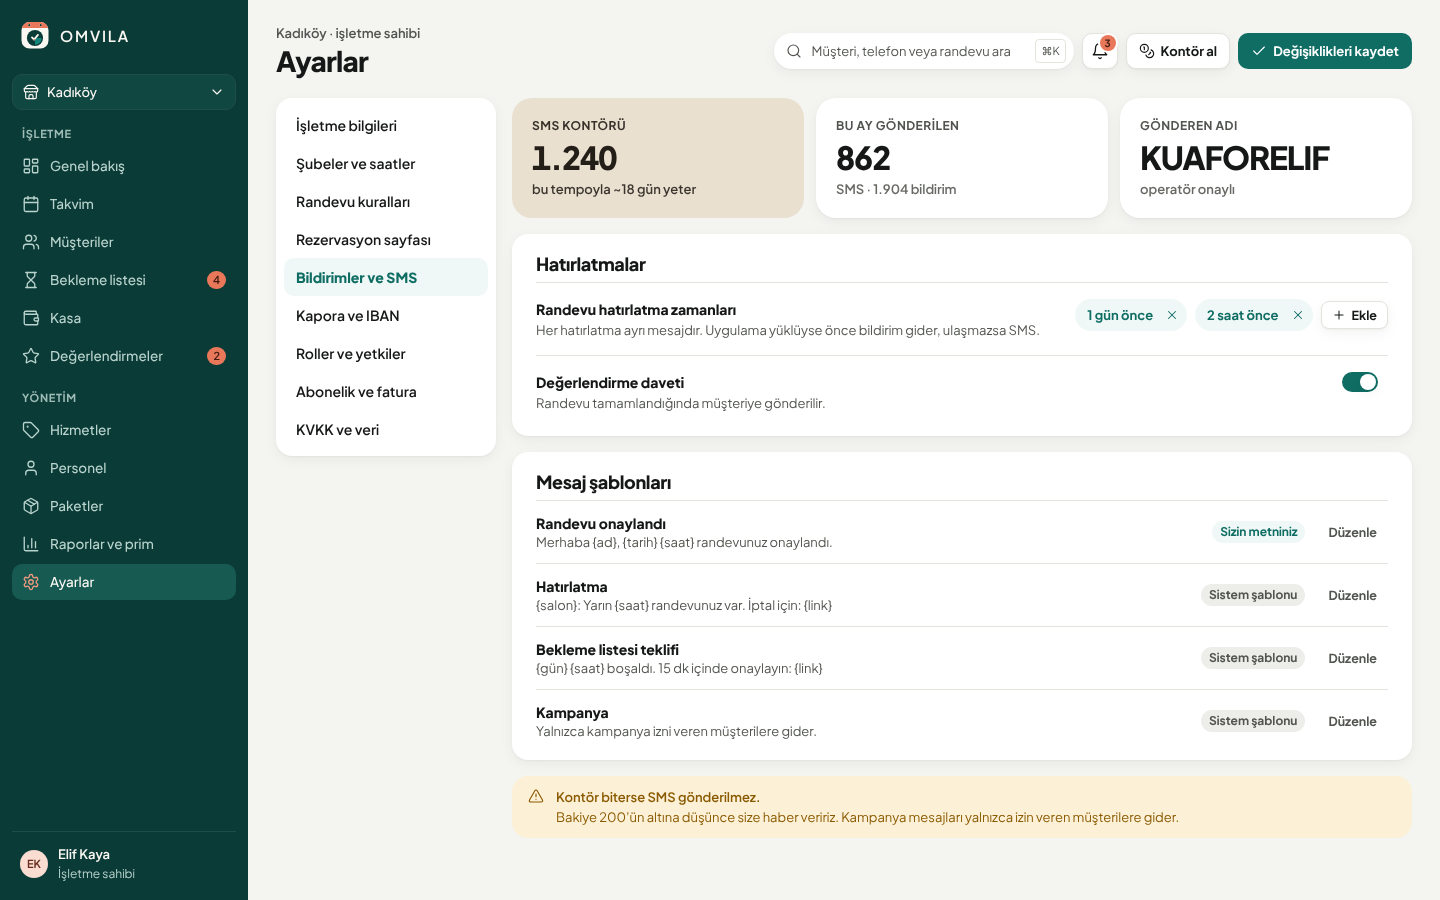 OMVILA
Kadıköy
İŞLETME
Genel bakış
Takvim
Müşteriler
Bekleme listesi
4
Kasa
Değerlendirmeler
2
YÖNETİM
Hizmetler
Personel
Paketler
Raporlar ve prim
Ayarlar
EK
Elif Kaya
İşletme sahibi
Kadıköy · işletme sahibi
Ayarlar
Müşteri, telefon veya randevu ara
⌘K
3
Kontör al
Değişiklikleri kaydet
İşletme bilgileri
Şubeler ve saatler
Randevu kuralları
Rezervasyon sayfası
Bildirimler ve SMS
Kapora ve IBAN
Roller ve yetkiler
Abonelik ve fatura
KVKK ve veri
SMS KONTÖRÜ
1.240
bu tempoyla ~18 gün yeter
BU AY GÖNDERİLEN
862
SMS · 1.904 bildirim
GÖNDEREN ADI
KUAFORELIF
operatör onaylı
Hatırlatmalar
Randevu hatırlatma zamanları
Her hatırlatma ayrı mesajdır. Uygulama yüklüyse önce bildirim gider, ulaşmazsa SMS.
1 gün önce
2 saat önce
Ekle
Değerlendirme daveti
Randevu tamamlandığında müşteriye gönderilir.
Mesaj şablonları
Randevu onaylandı
Merhaba {ad}, {tarih} {saat} randevunuz onaylandı.
Sizin metniniz
Düzenle
Hatırlatma
{salon}: Yarın {saat} randevunuz var. İptal için: {link}
Sistem şablonu
Düzenle
Bekleme listesi teklifi
{gün} {saat} boşaldı. 15 dk içinde onaylayın: {link}
Sistem şablonu
Düzenle
Kampanya
Yalnızca kampanya izni veren müşterilere gider.
Sistem şablonu
Düzenle
Kontör biterse SMS gönderilmez.
Bakiye 200'ün altına düşünce size haber veririz. Kampanya mesajları yalnızca izin veren müşterilere gider.